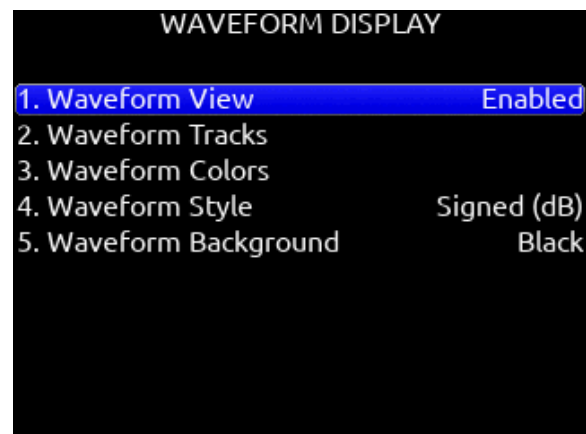 WAVEFORM DISPLAY
1. Waveform View Enabled
2. Waveform Tracks
3. Waveform Colors
4. Waveform Style Signed (dB)
5. Waveform Background Black